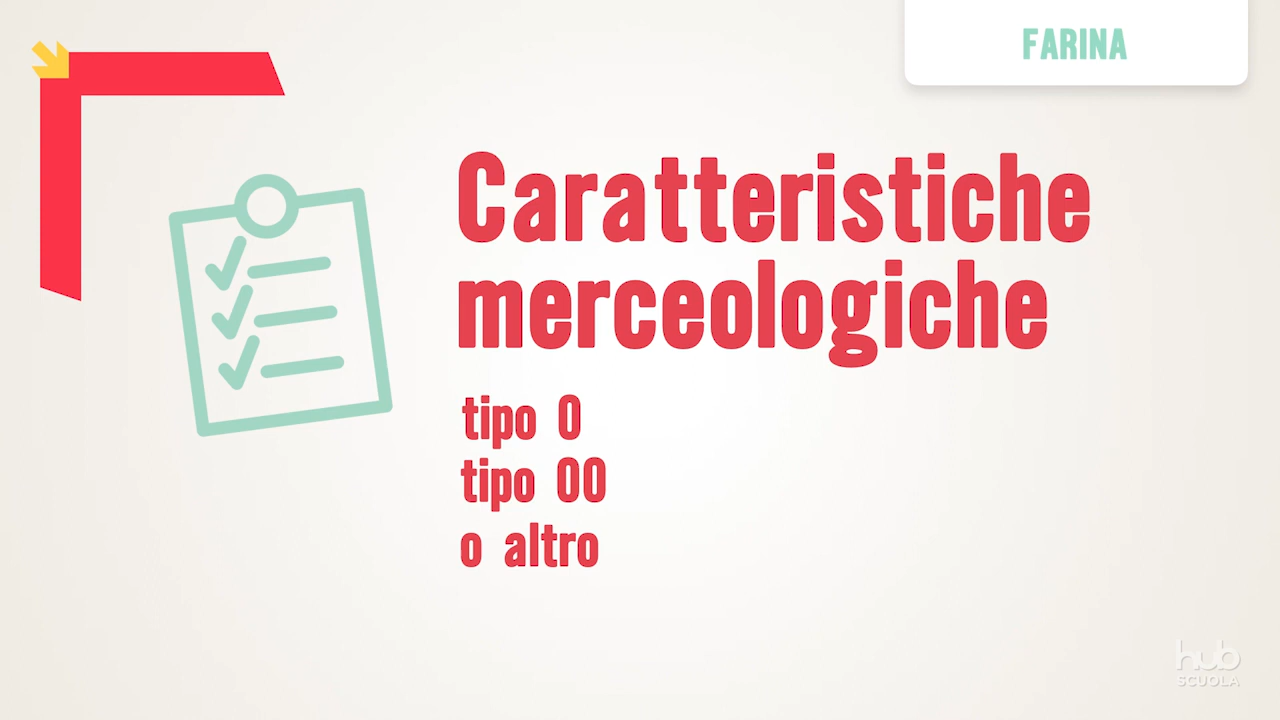 FARINA
Caratteristiche
merceologiche
tipo 0
tipo 00
o altro
hub
SCUOLA